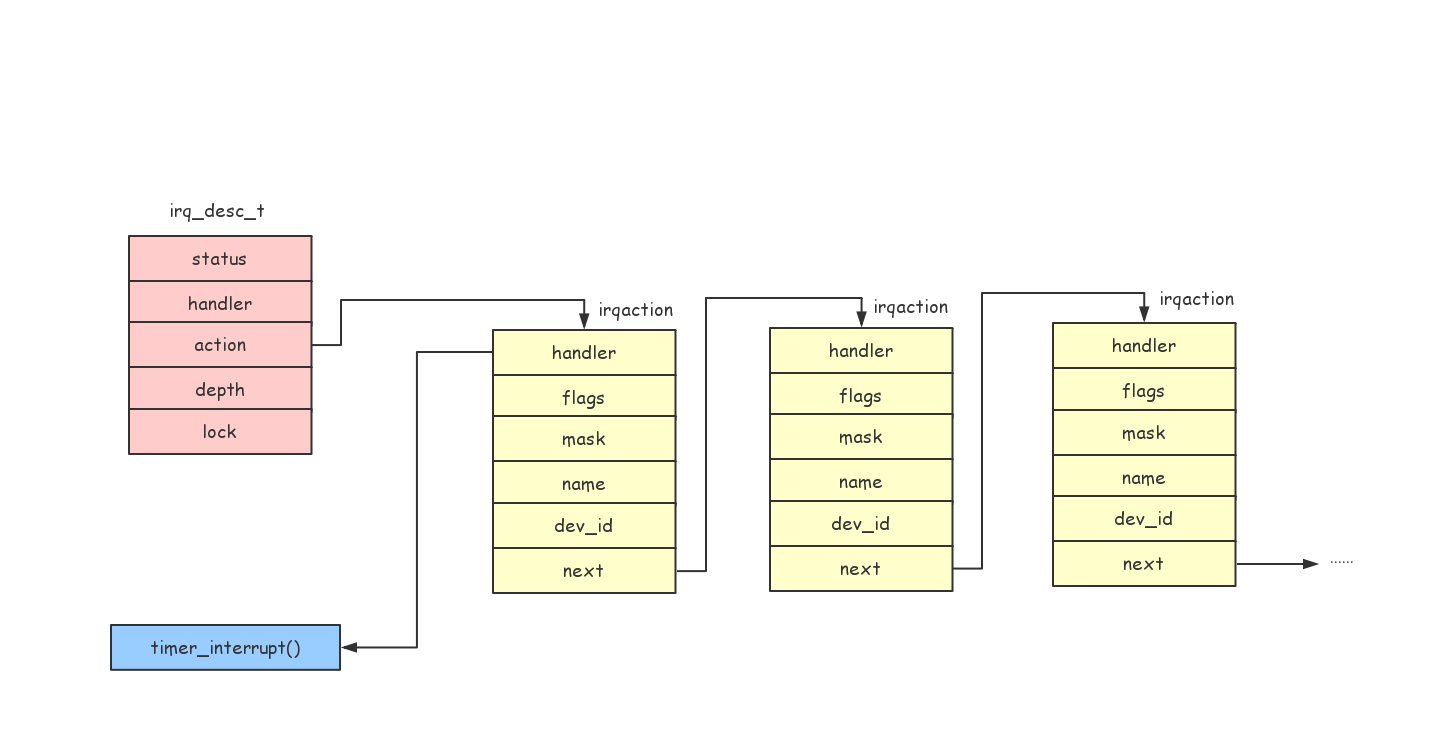 irq_desc_t
status
handler
action
depth
lock
irqaction
handler
flags
mask
name
dev_id
next
irqaction
handler
flags
mask
name
dev_id
next
irqaction
handler
flags
mask
name
dev_id
next
......
timer_interrupt()